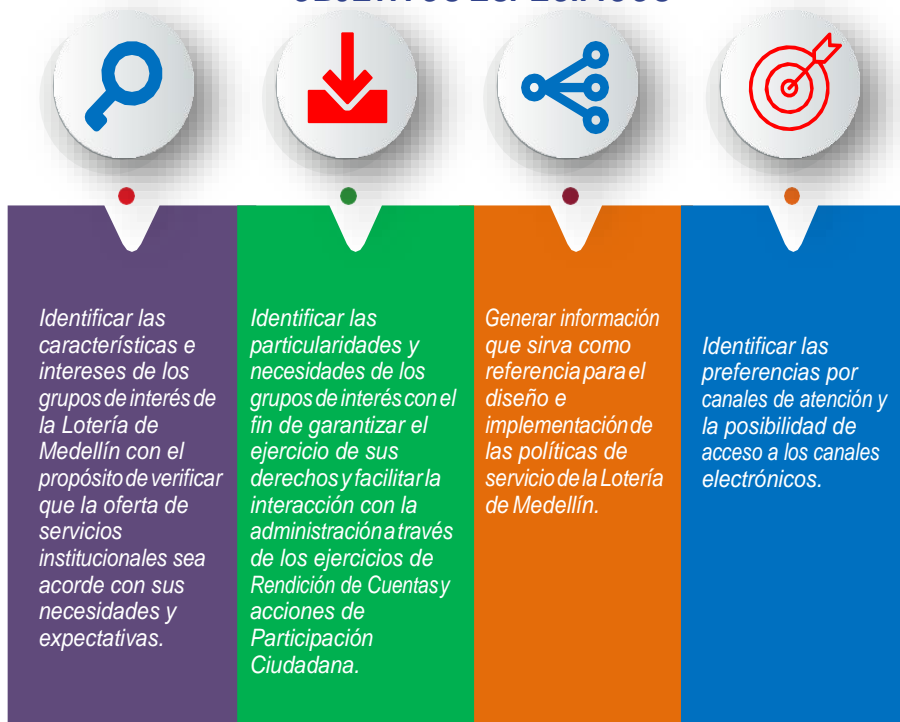 OBJETIVOS ESPECÍFICOS
Identificar las
características e
intereses de los
grupos de interés de
la Lotería de
Medellín con el
propósito de verificar
que la oferta de
servicios
institucionales sea
acorde con sus
necesidades y
expectativas.
Identificar las
particularidades y
necesidades de los
grupos de interés con el
fin de garantizar el
ejercicio de sus
derechos y facilitar la
interacción con la
administración a través
de los ejercicios de
Rendición de Cuentas y
acciones de
Participación
Ciudadana.
Generar información
que sirva como
referencia para el
diseño e
implementación de
las políticas de
servicio de la Lotería
de Medellín.
Identificar las
preferencias por
canales de atención y
la posibilidad de
acceso a los canales
electrónicos.